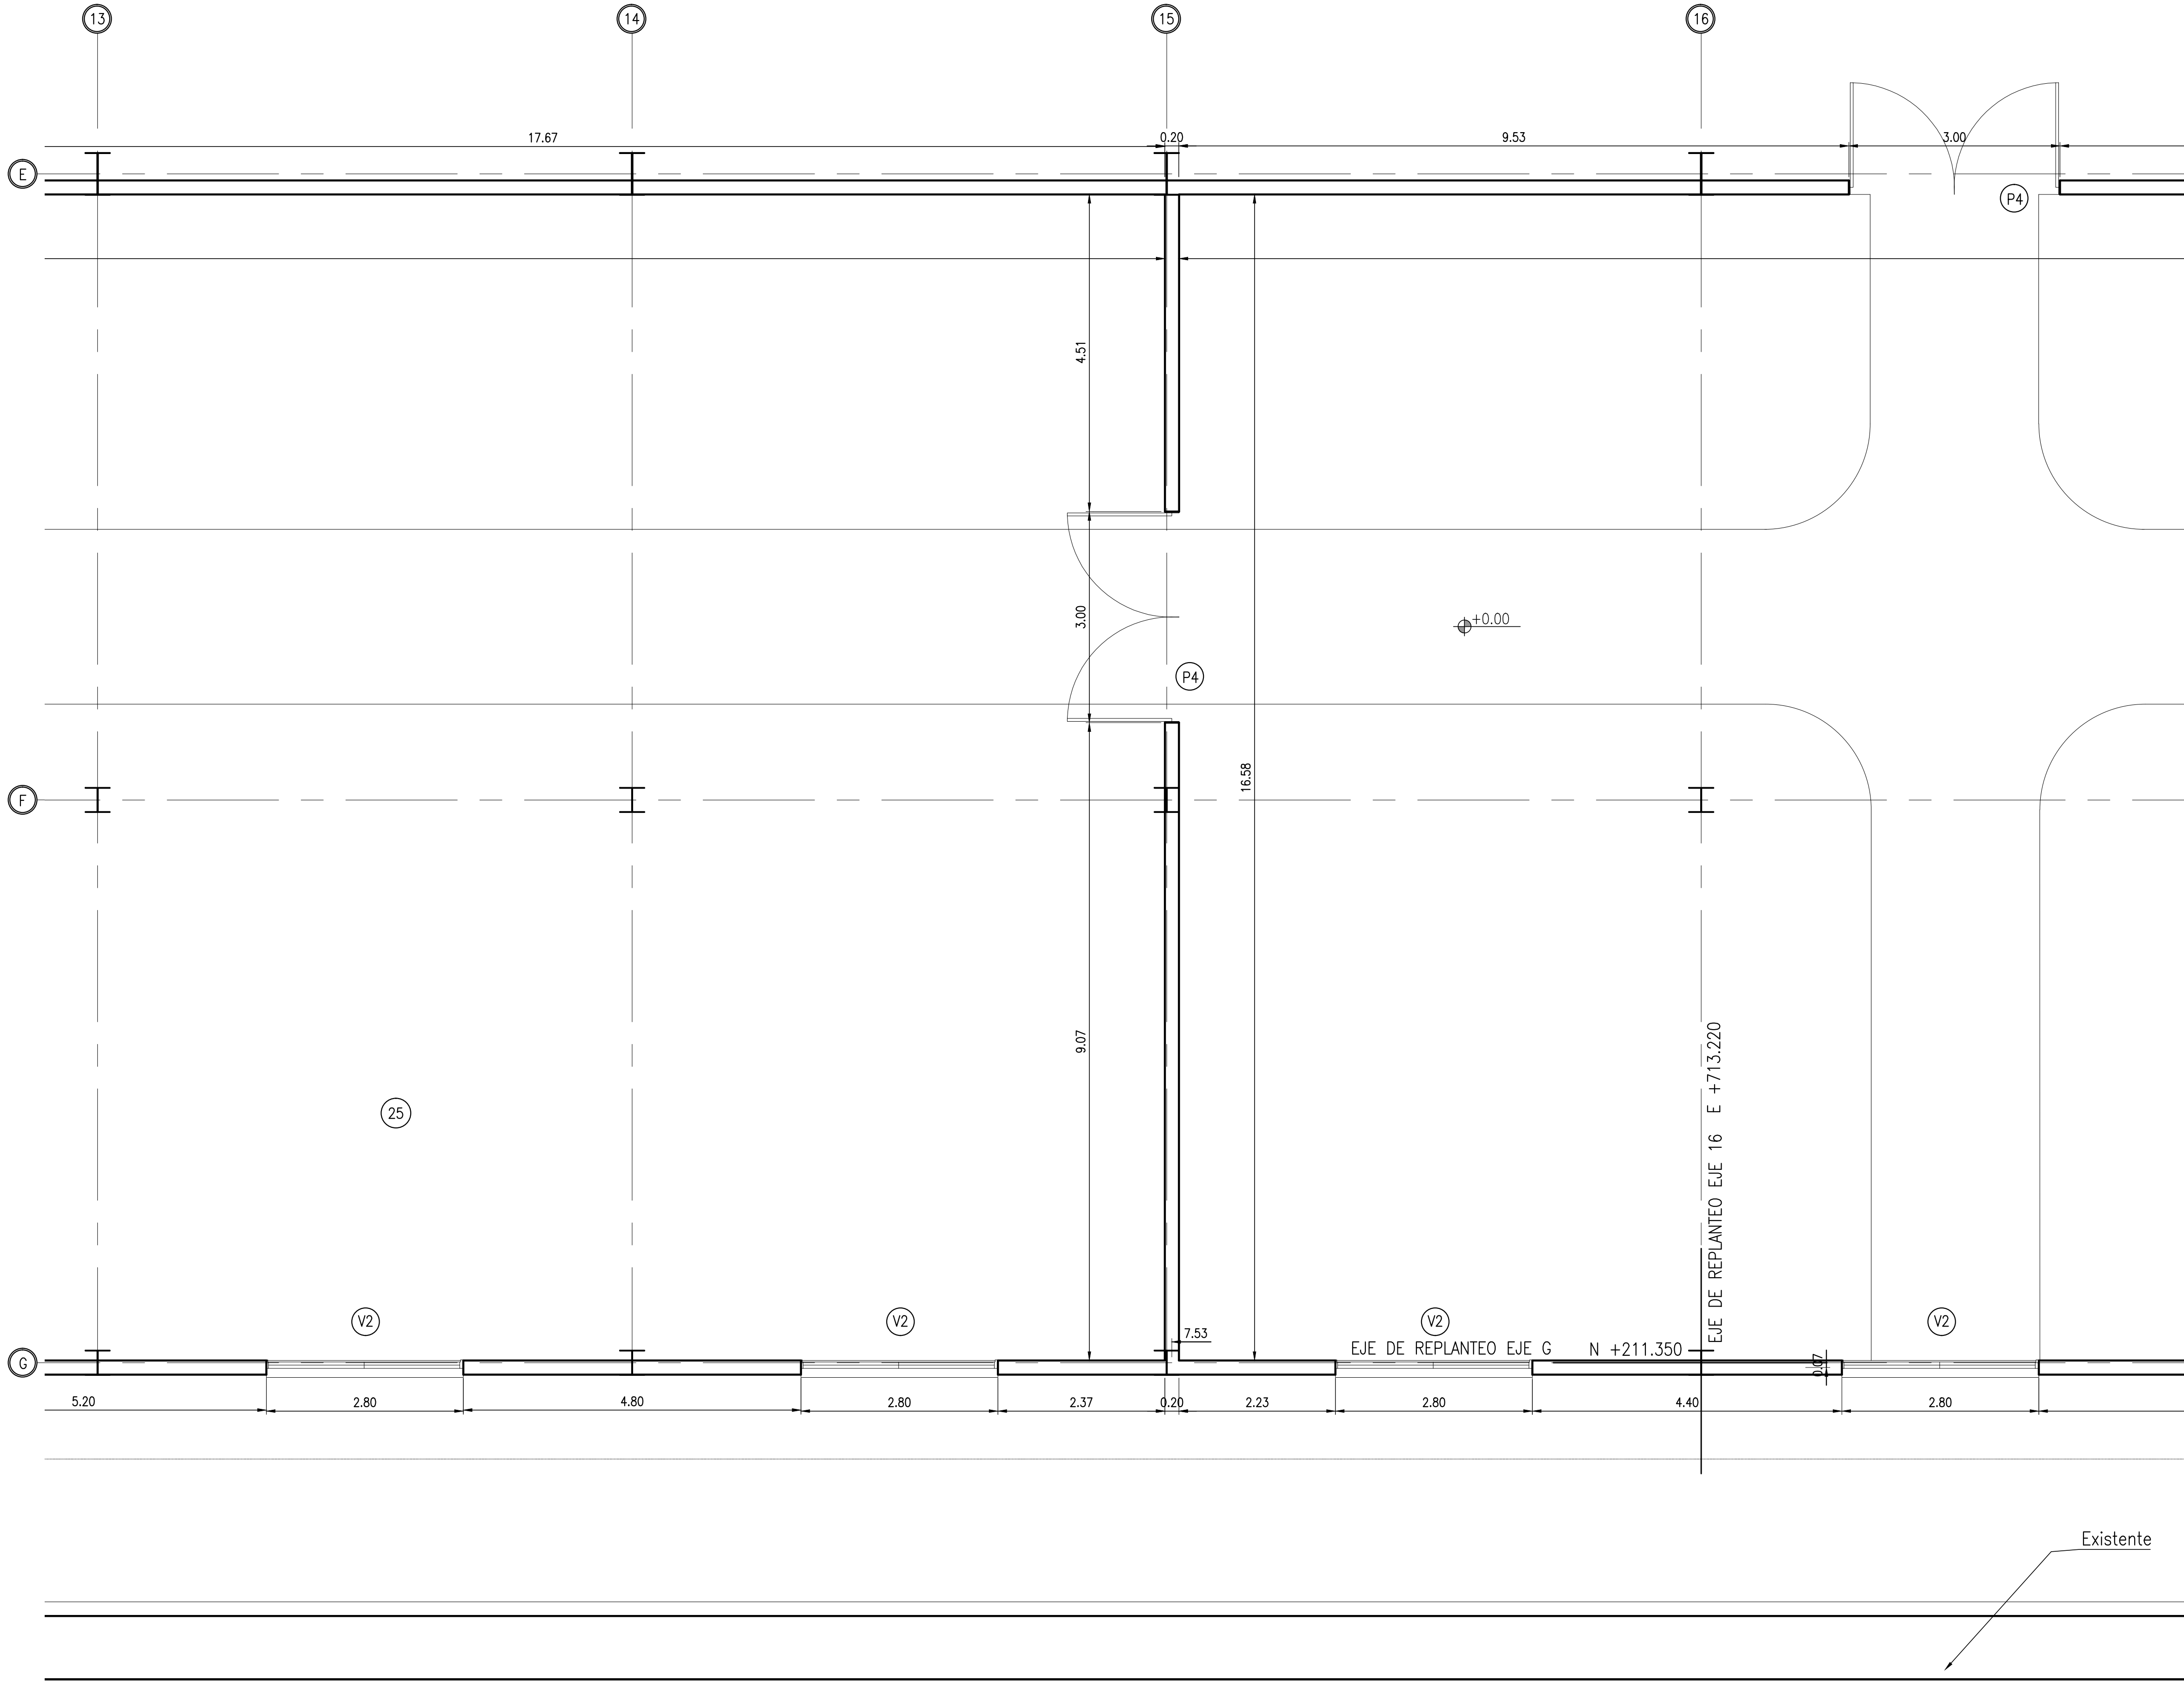 13 14 15 16
17.67 0.20 9.53 3.00
E
P4
4.51
+0.00
3.00
P4
16.58
F
9.07
EJE DE REPLANTEO EJE 16 E +713.220
25
V2 V2 V2 V2
7.53
EJE DE REPLANTEO EJE G N +211.350
0.07
G
5.20 2.80 4.80 2.80 2.37 0.20 2.23 2.80 4.40 2.80
Existente